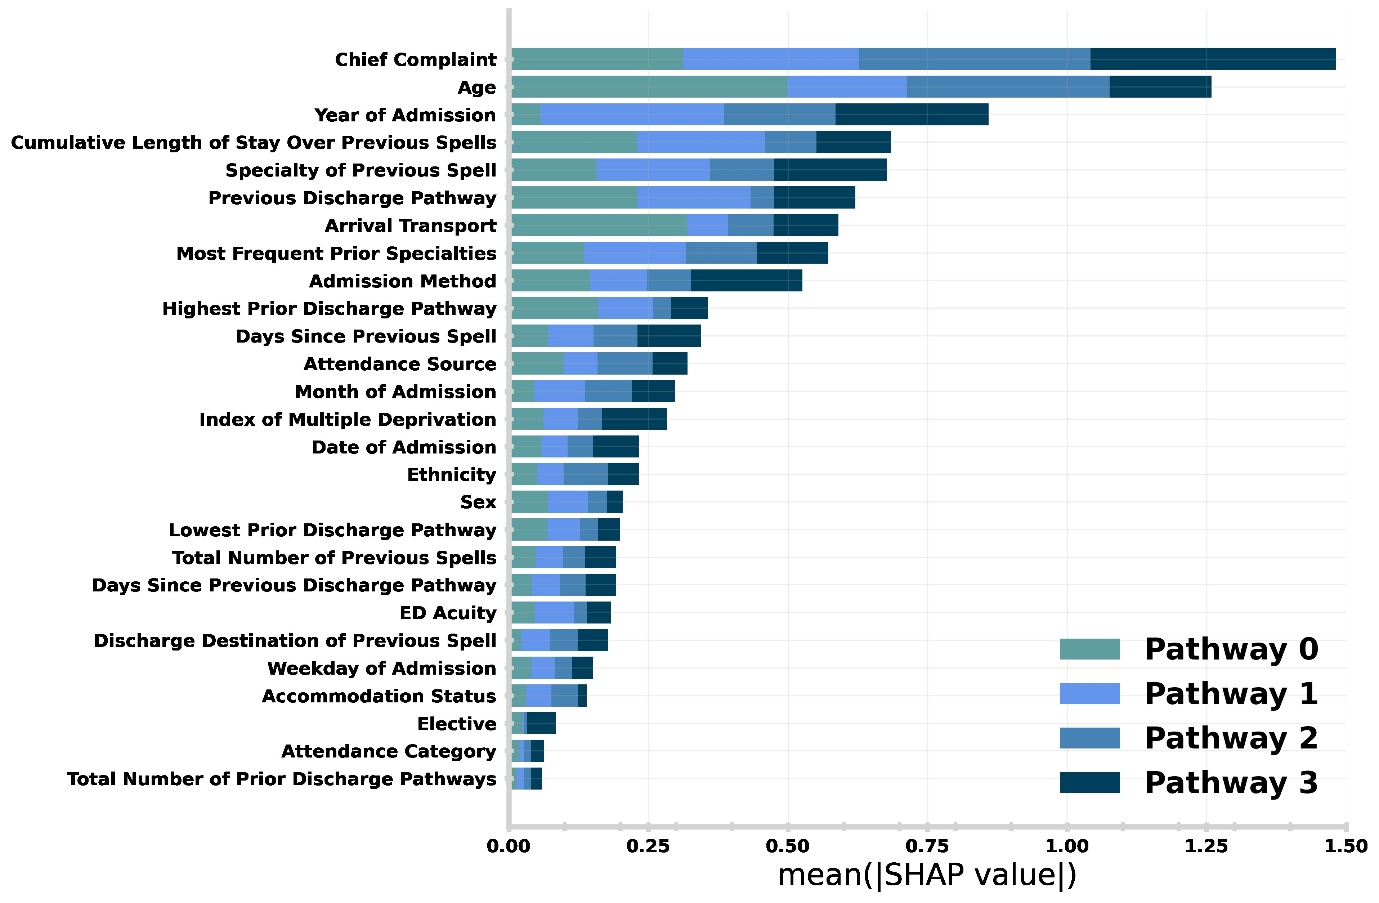 Chief Complaint
Age
Year of Admission
Cumulative Length of Stay Over Previous Spells
Specialty of Previous Spell
Previous Discharge Pathway
Arrival Transport
Most Frequent Prior Specialties
Admission Method
Highest Prior Discharge Pathway
Days Since Previous Spell
Attendance Source
Month of Admission
Index of Multiple Deprivation
Date of Admission
Ethnicity
Sex
Lowest Prior Discharge Pathway
Total Number of Previous Spells
Days Since Previous Discharge Pathway
ED Acuity
Discharge Destination of Previous Spell
Weekday of Admission
Accommodation Status
Elective
Attendance Category
Total Number of Prior Discharge Pathways
Pathway 0
Pathway 1
Pathway 2
Pathway 3
0.00 0.25 0.50 0.75 1.00 1.25 1.50
mean(|SHAP value|)